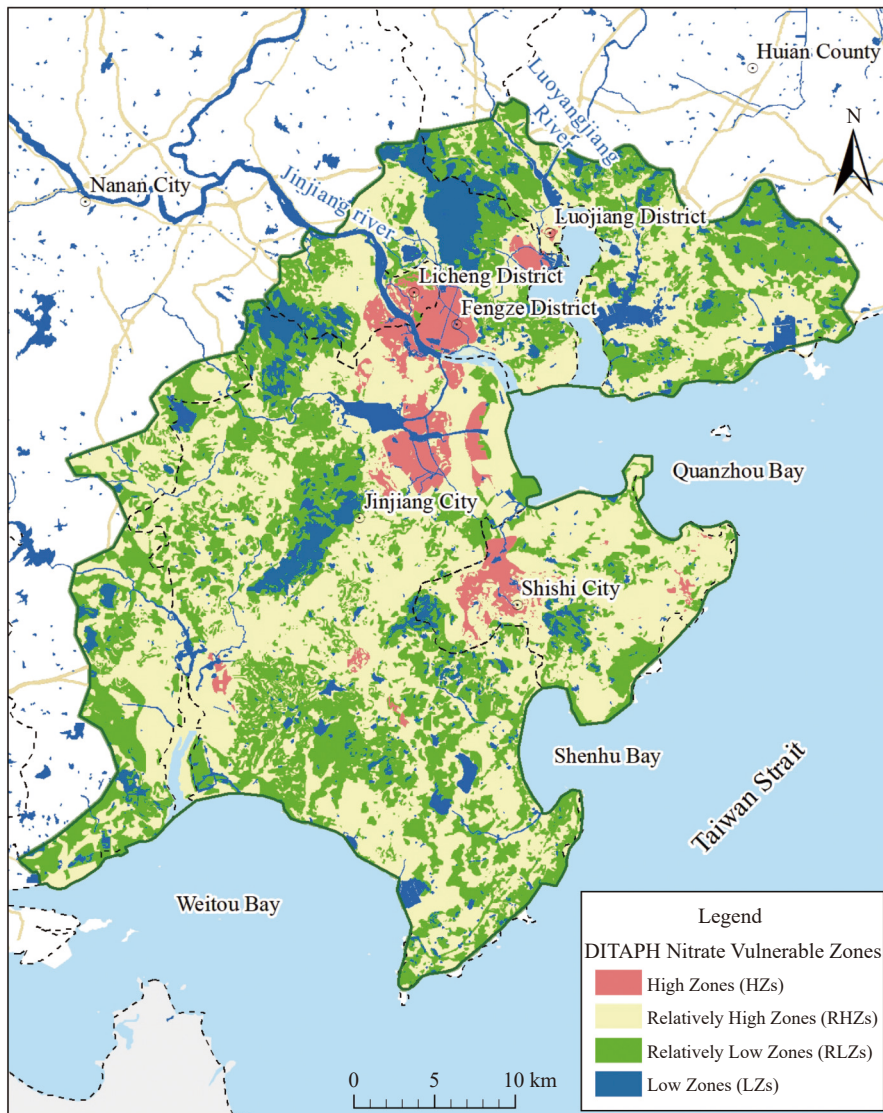 Huian County
Luoyangjiang
River
N
Nanan City
Jinjiang river
Luojiang District
Licheng District
Fengze District
Quanzhou Bay
Jinjiang City
Shishi City
Shenhu Bay
Taiwan Strait
Weitou Bay
Legend
DITAPH Nitrate Vulnerable Zones
High Zones (HZs)
Relatively High Zones (RHZs)
Relatively Low Zones (RLZs)
Low Zones (LZs)
0 5 10 km